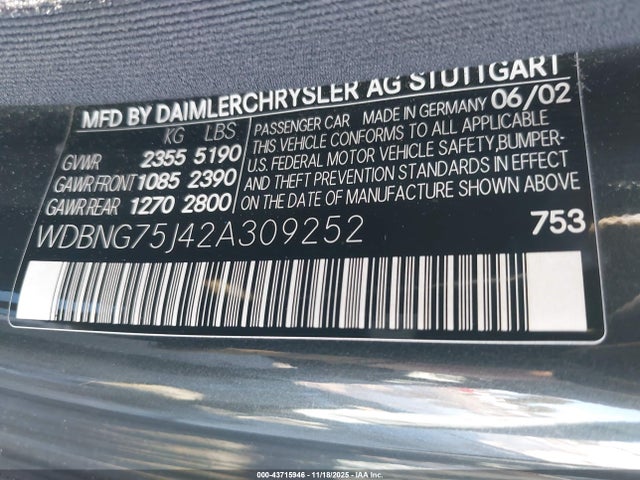 MFD BY DAIMLERCHRYSLER AG STUTTGART
KG LBS
GVWR 2355 5190
GAWR FRONT 1085 2390
GAWR REAR 1270 2800
PASSENGER CAR MADE IN GERMANY 06/02
THIS VEHICLE CONFORMS TO ALL APPLICABLE
U.S. FEDERAL MOTOR VEHICLE SAFETY,BUMPER-
AND THEFT PREVENTION STANDARDS IN EFFECT
ON THE DATE OF MANUFACTURE SHOWN ABOVE
WDBNG75J42A309252 753
000-43715946 - 11/18/2025 - IAA Inc.